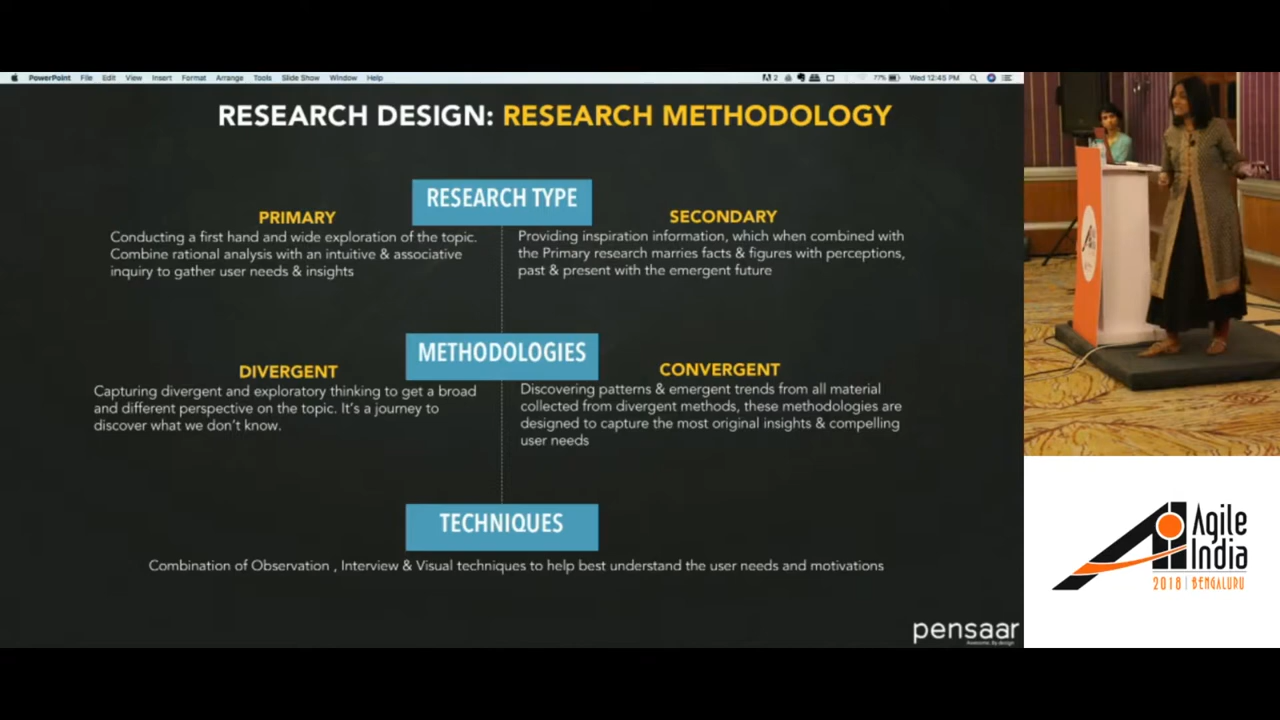 PowerPoint File Edit View Insert Format Arrange Tools Slide Show Window Help
77% Wed 12:45 PM
RESEARCH DESIGN: RESEARCH METHODOLOGY
RESEARCH TYPE
PRIMARY
Conducting a first hand and wide exploration of the topic.
Combine rational analysis with an intuitive & associative
inquiry to gather user needs & insights
SECONDARY
Providing inspiration information, which when combined with
the Primary research marries facts & figures with perceptions,
past & present with the emergent future
METHODOLOGIES
DIVERGENT
Capturing divergent and exploratory thinking to get a broad
and different perspective on the topic. It's a journey to
discover what we don't know.
CONVERGENT
Discovering patterns & emergent trends from all material
collected from divergent methods, these methodologies are
designed to capture the most original insights & compelling
user needs
TECHNIQUES
Combination of Observation , Interview & Visual techniques to help best understand the user needs and motivations
pensaar
Awesome, by design
Agile
India
2018 | BENGALURU